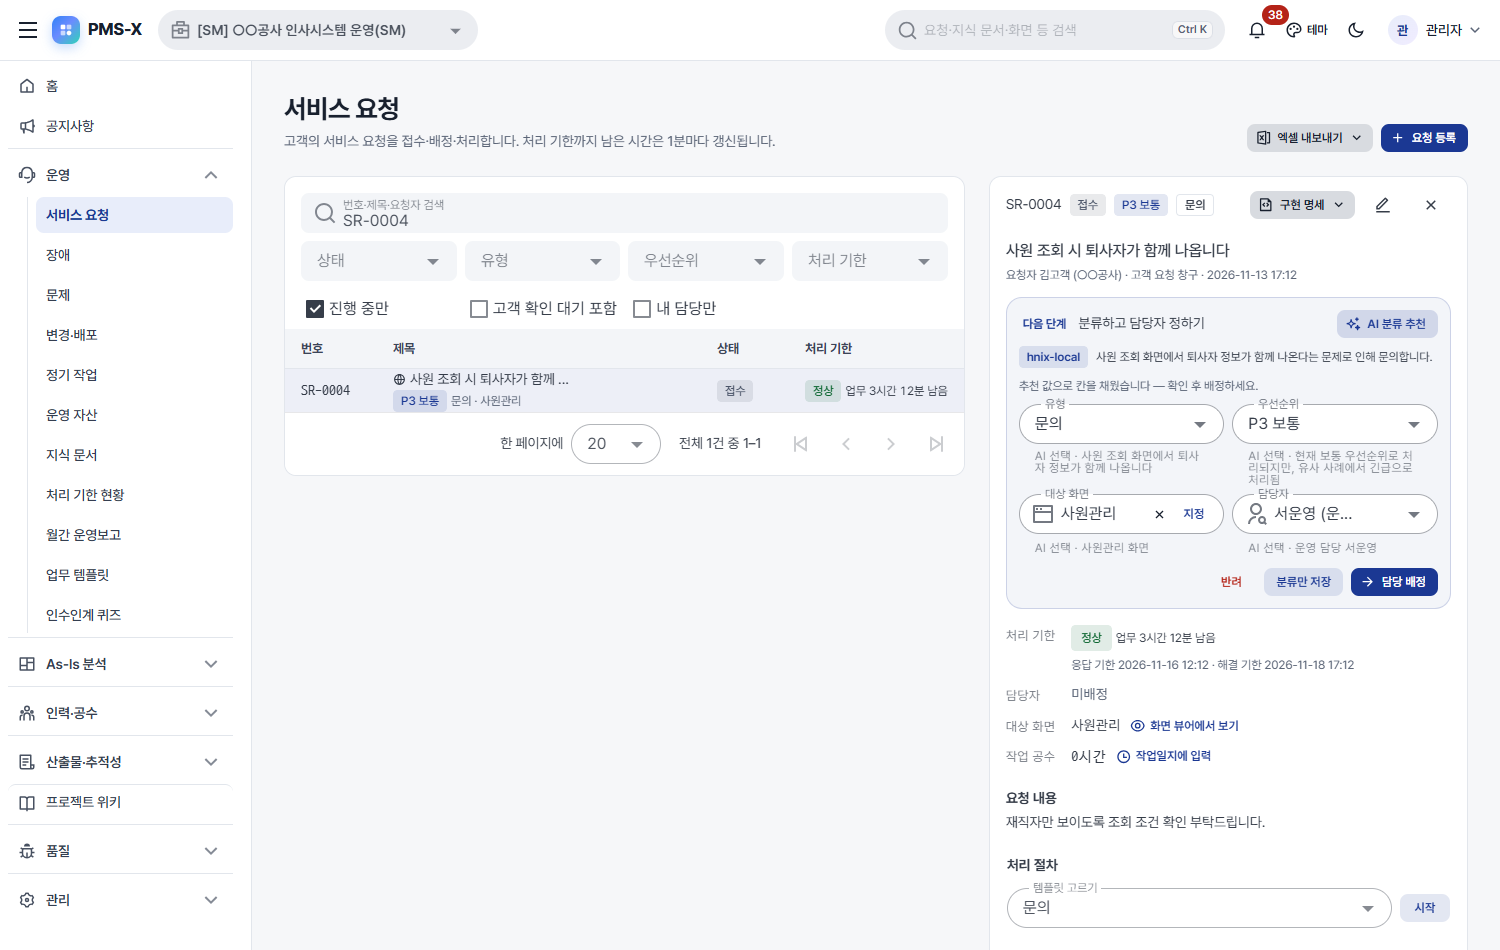 PMS-X
[SM] ○○공사 인사시스템 운영(SM)
요청·지식 문서·화면 등 검색
Ctrl K
38
테마
관
관리자
홈
공지사항
운영
서비스 요청
장애
문제
변경·배포
정기 작업
운영 자산
지식 문서
처리 기한 현황
월간 운영보고
업무 템플릿
인수인계 퀴즈
As-Is 분석
인력·공수
산출물·추적성
프로젝트 위키
품질
관리
서비스 요청
고객의 서비스 요청을 접수·배정·처리합니다. 처리 기한까지 남은 시간은 1분마다 갱신됩니다.
엑셀 내보내기
요청 등록
번호·제목·요청자 검색
SR-0004
상태
유형
우선순위
처리 기한
진행 중만
고객 확인 대기 포함
내 담당만
번호 제목 상태 처리 기한
SR-0004
사원 조회 시 퇴사자가 함께 ...
P3 보통 문의 · 사원관리
접수
정상 업무 3시간 12분 남음
한 페이지에 20 전체 1건 중 1–1
SR-0004 접수 P3 보통 문의
구현 명세
사원 조회 시 퇴사자가 함께 나옵니다
요청자 김고객 (○○공사) · 고객 요청 창구 · 2026-11-13 17:12
다음 단계 분류하고 담당자 정하기
AI 분류 추천
hnix-local 사원 조회 화면에서 퇴사자 정보가 함께 나온다는 문제로 인해 문의합니다.
추천 값으로 칸을 채웠습니다 — 확인 후 배정하세요.
유형
문의
AI 선택 · 사원 조회 화면에서 퇴사
자 정보가 함께 나옵니다
우선순위
P3 보통
AI 선택 · 현재 보통 우선순위로 처
리되지만, 유사 사례에서 긴급으로
처리됨
대상 화면
사원관리
지정
AI 선택 · 사원관리 화면
담당자
서운영 (운...
AI 선택 · 운영 담당 서운영
반려
분류만 저장
담당 배정
처리 기한 정상 업무 3시간 12분 남음
응답 기한 2026-11-16 12:12 · 해결 기한 2026-11-18 17:12
담당자 미배정
대상 화면 사원관리 화면 뷰어에서 보기
작업 공수 0시간 작업일지에 입력
요청 내용
재직자만 보이도록 조회 조건 확인 부탁드립니다.
처리 절차
템플릿 고르기
문의
시작